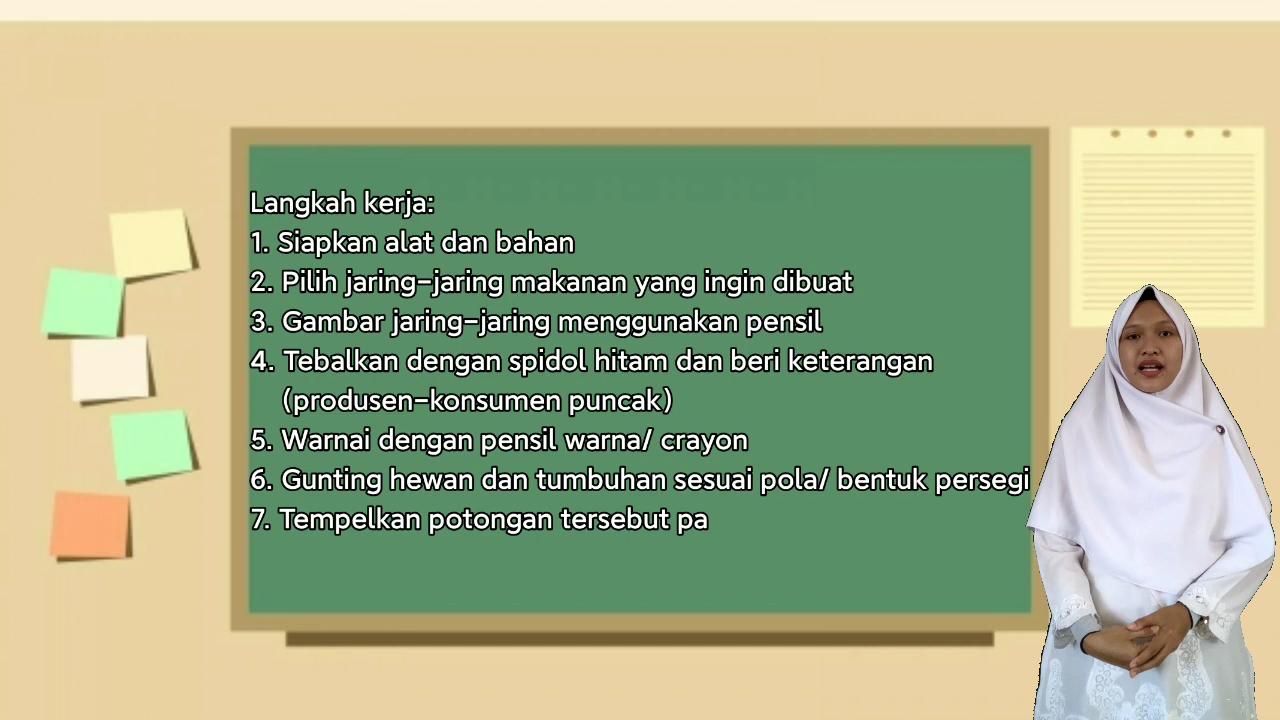 Langkah kerja:
1. Siapkan alat dan bahan
2. Pilih jaring-jaring makanan yang ingin dibuat
3. Gambar jaring-jaring menggunakan pensil
4. Tebalkan dengan spidol hitam dan beri keterangan
(produsen-konsumen puncak)
5. Warnai dengan pensil warna/ crayon
6. Gunting hewan dan tumbuhan sesuai pola/ bentuk persegi
7. Tempelkan potongan tersebut pa